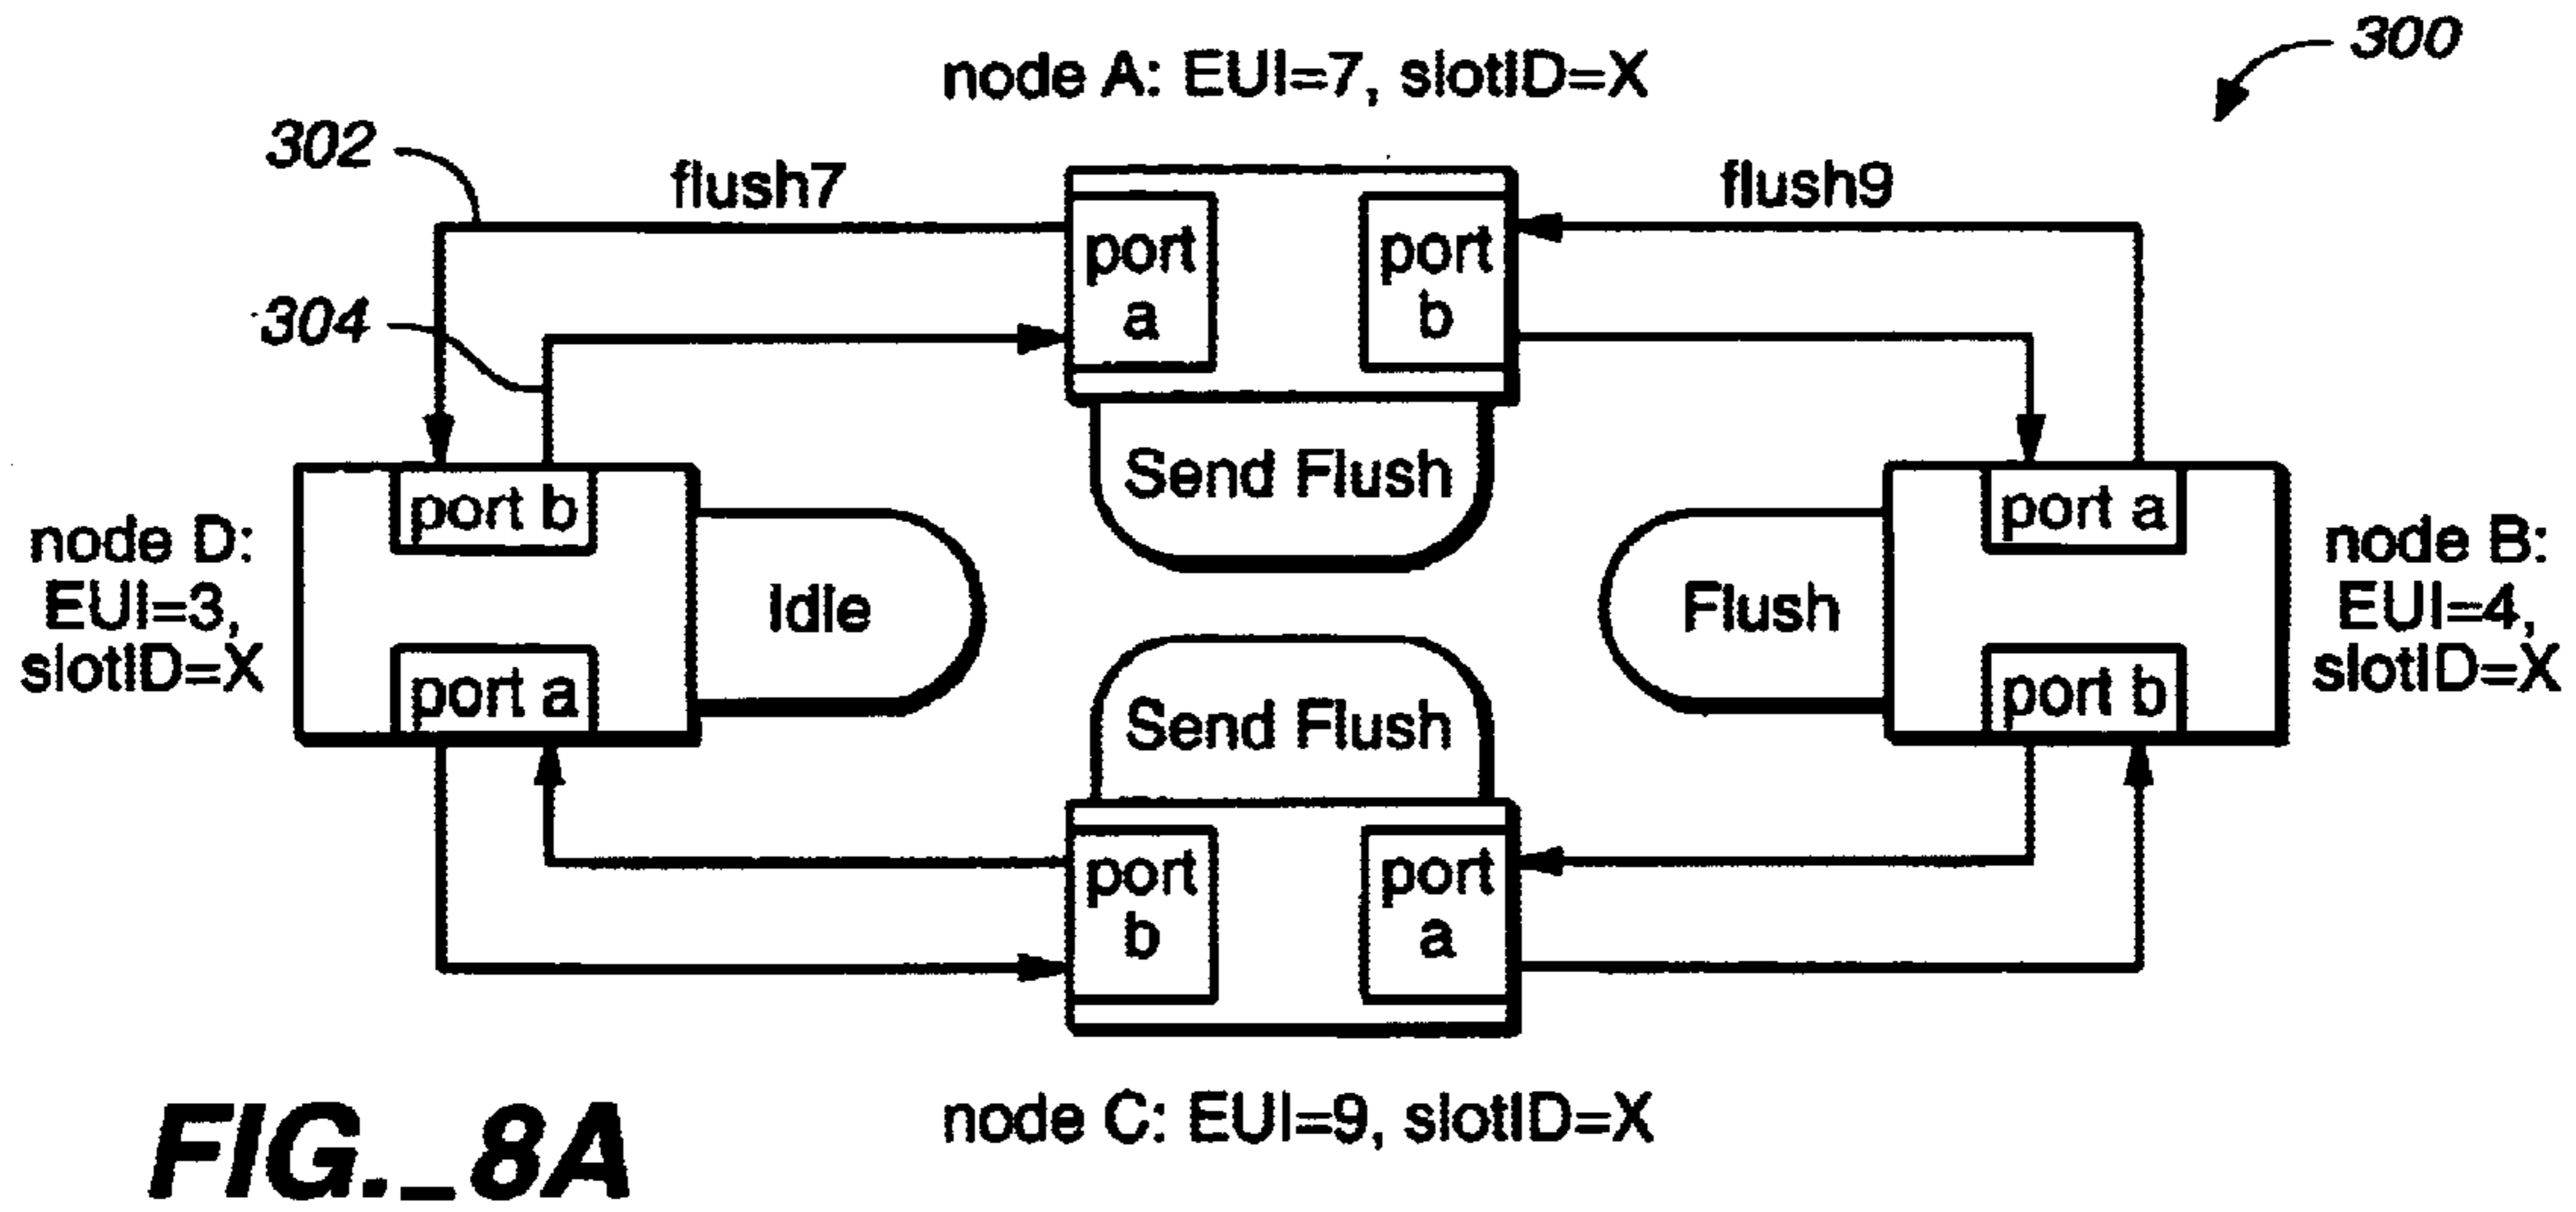 300
node A: EUI=7, slotID=X
302
flush7
flush9
port
a
port
b
304
Send Flush
port b
port a
node D:
EUI=3,
slotID=X
Idle
Flush
node B:
EUI=4,
slotID=X
port a
port b
Send Flush
port
b
port
a
node C: EUI=9, slotID=X
FIG._8A